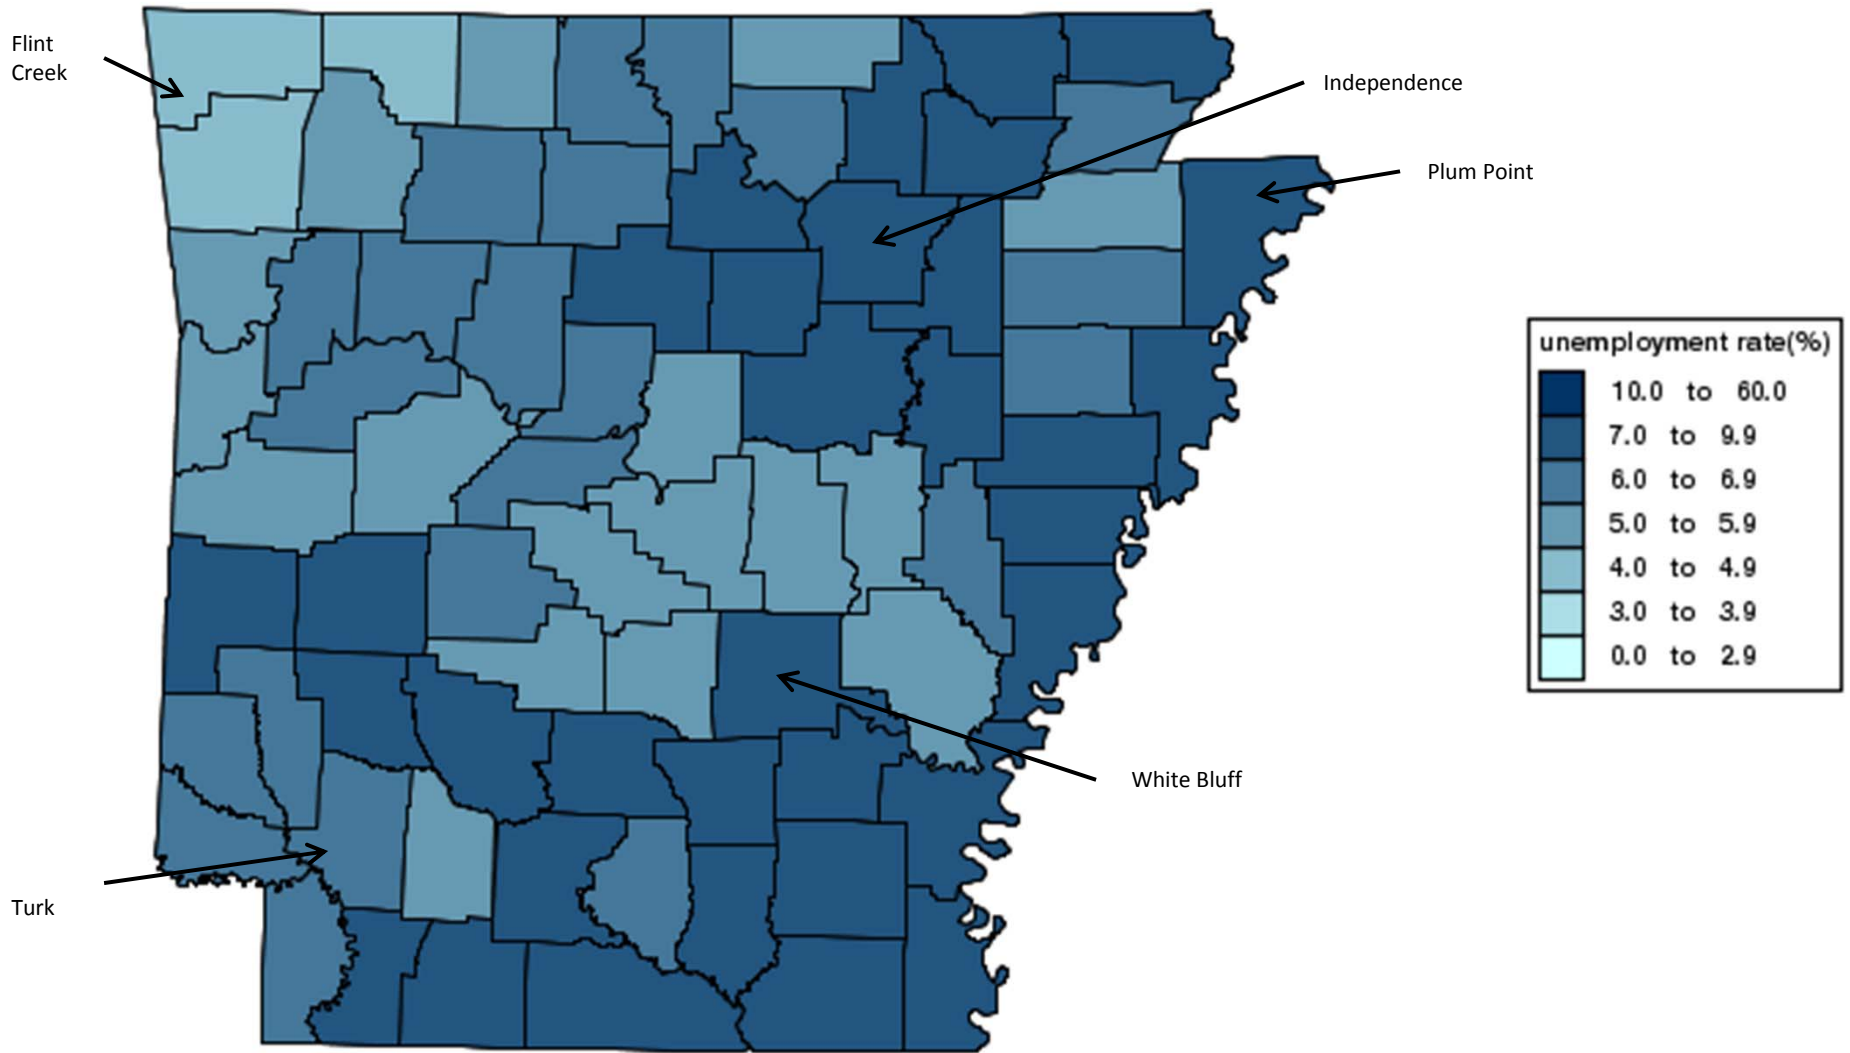 Flint
Creek
Independence
Plum Point
unemployment rate(%)
10.0 to 60.0
7.0 to 9.9
6.0 to 6.9
5.0 to 5.9
4.0 to 4.9
3.0 to 3.9
0.0 to 2.9
White Bluff
Turk